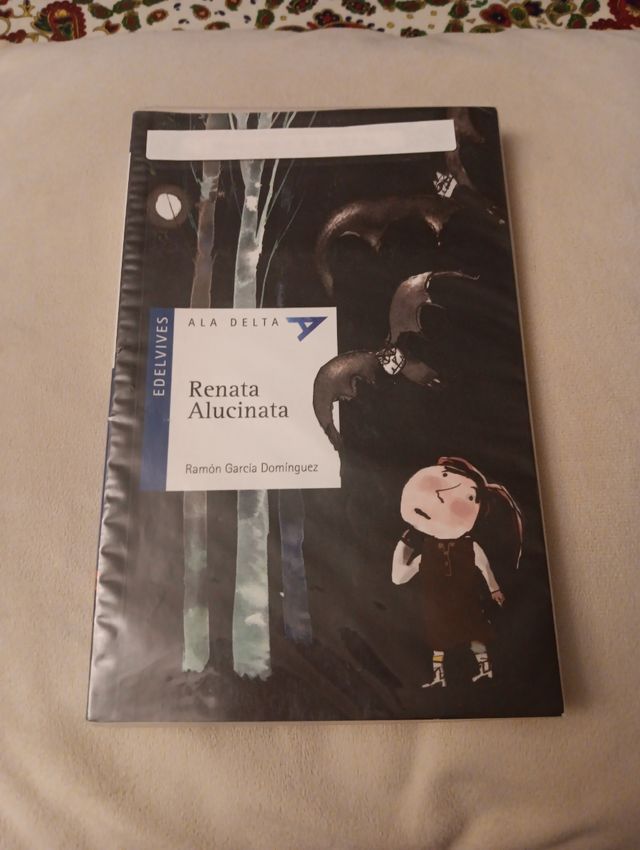 EDELVIVES
ALA DELTA
Renata
Alucinata
Ramón García Domínguez